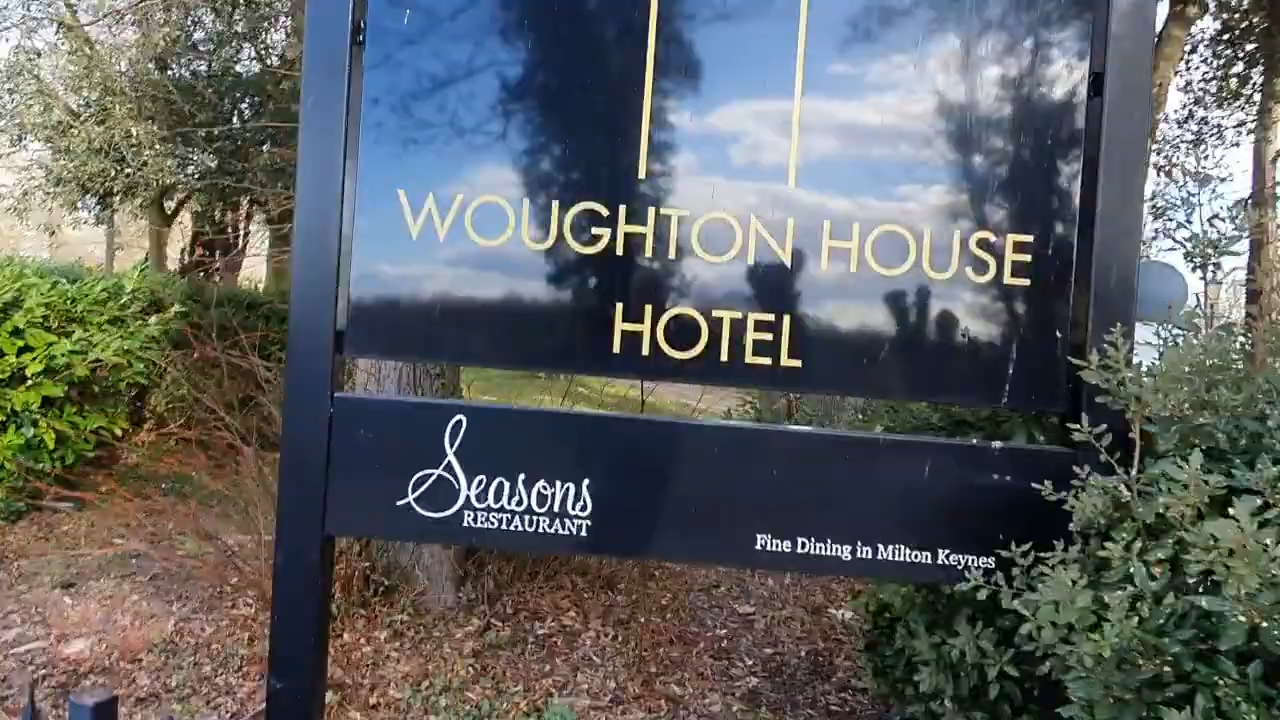 WOUGHTON HOUSE
HOTEL
Seasons
RESTAURANT
Fine Dining in Milton Keynes